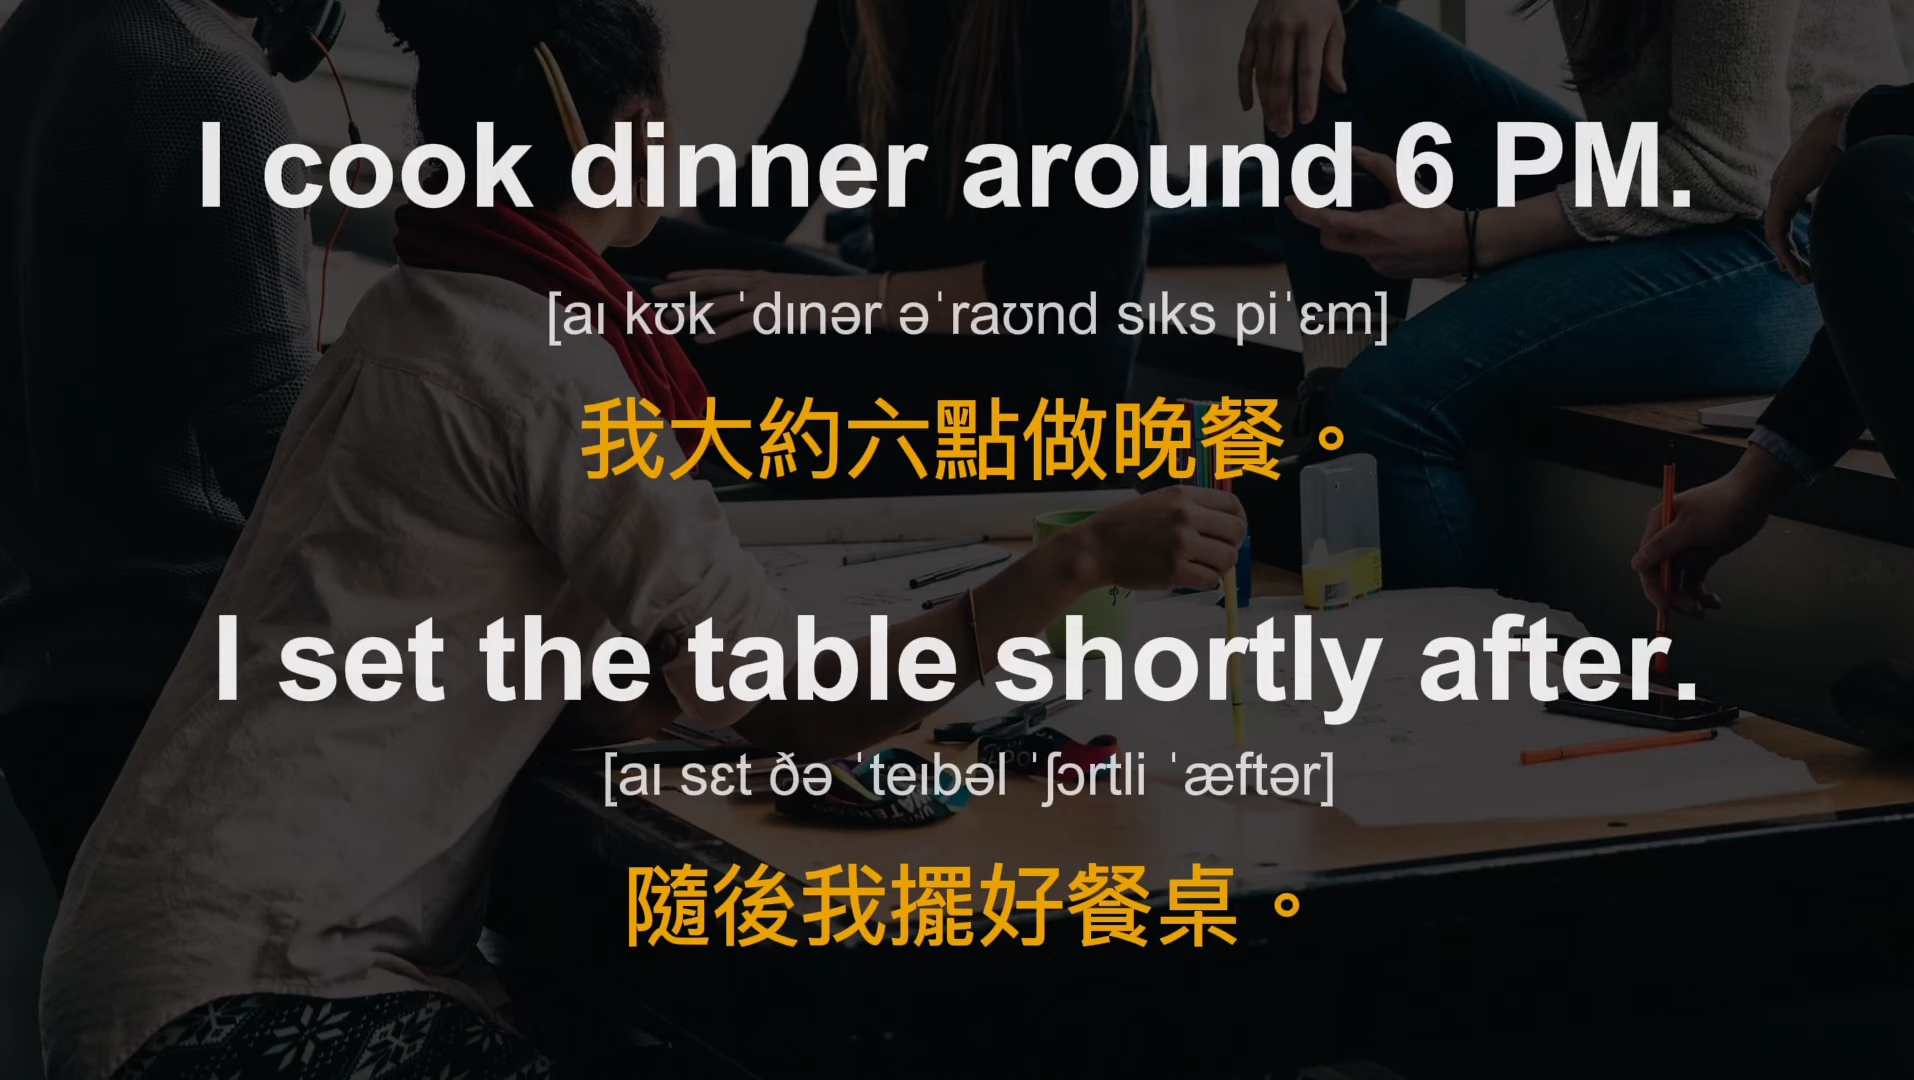 I cook dinner around 6 PM.
[aɪ kʊk ˈdɪnər əˈraʊnd sɪks piˈɛm]
我大約六點做晚餐。
I set the table shortly after.
[aɪ sɛt ðə ˈteɪbəl ˈʃɔrtli ˈæftər]
隨後我擺好餐桌。